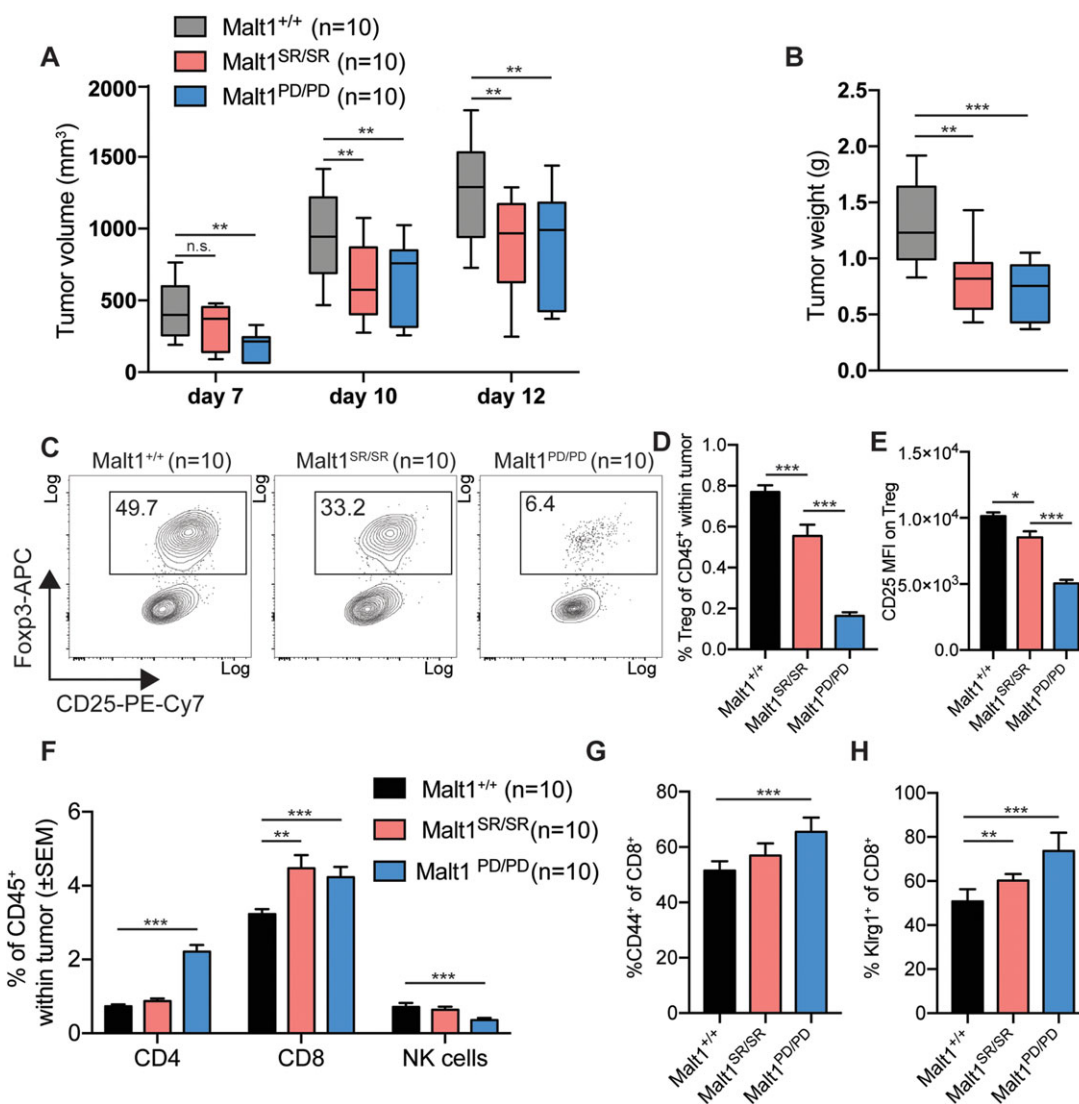 A
Malt1+/+ (n=10)
Malt1SR/SR (n=10)
Malt1PD/PD (n=10)
Tumor volume (mm3)
2000
1500
1000
500
0
n.s.
**
**
**
**
**
day 7
day 10
day 12
B
Tumor weight (g)
2.5
2.0
1.5
1.0
0.5
0.0
**
***
C
Malt1+/+ (n=10)
Malt1SR/SR (n=10)
Malt1PD/PD (n=10)
Log
Log
Log
49.7
33.2
6.4
Log
Log
Log
Foxp3-APC
CD25-PE-Cy7
D
% Treg of CD45+ within tumor
1.0
0.8
0.6
0.4
0.2
0.0
***
***
Malt1+/+
Malt1SR/SR
Malt1PD/PD
E
CD25 MFI on Treg
1.5×104
1.0×104
5.0×103
0.0
*
***
Malt1+/+
Malt1SR/SR
Malt1PD/PD
F
Malt1+/+ (n=10)
Malt1SR/SR(n=10)
Malt1 PD/PD(n=10)
% of CD45+
within tumor (±SEM)
6
4
2
0
***
**
***
***
CD4
CD8
NK cells
G
%CD44+ of CD8+
80
60
40
20
0
***
Malt1+/+
Malt1SR/SR
Malt1PD/PD
H
% Klrg1+ of CD8+
100
80
60
40
20
0
**
***
Malt1+/+
Malt1SR/SR
Malt1PD/PD